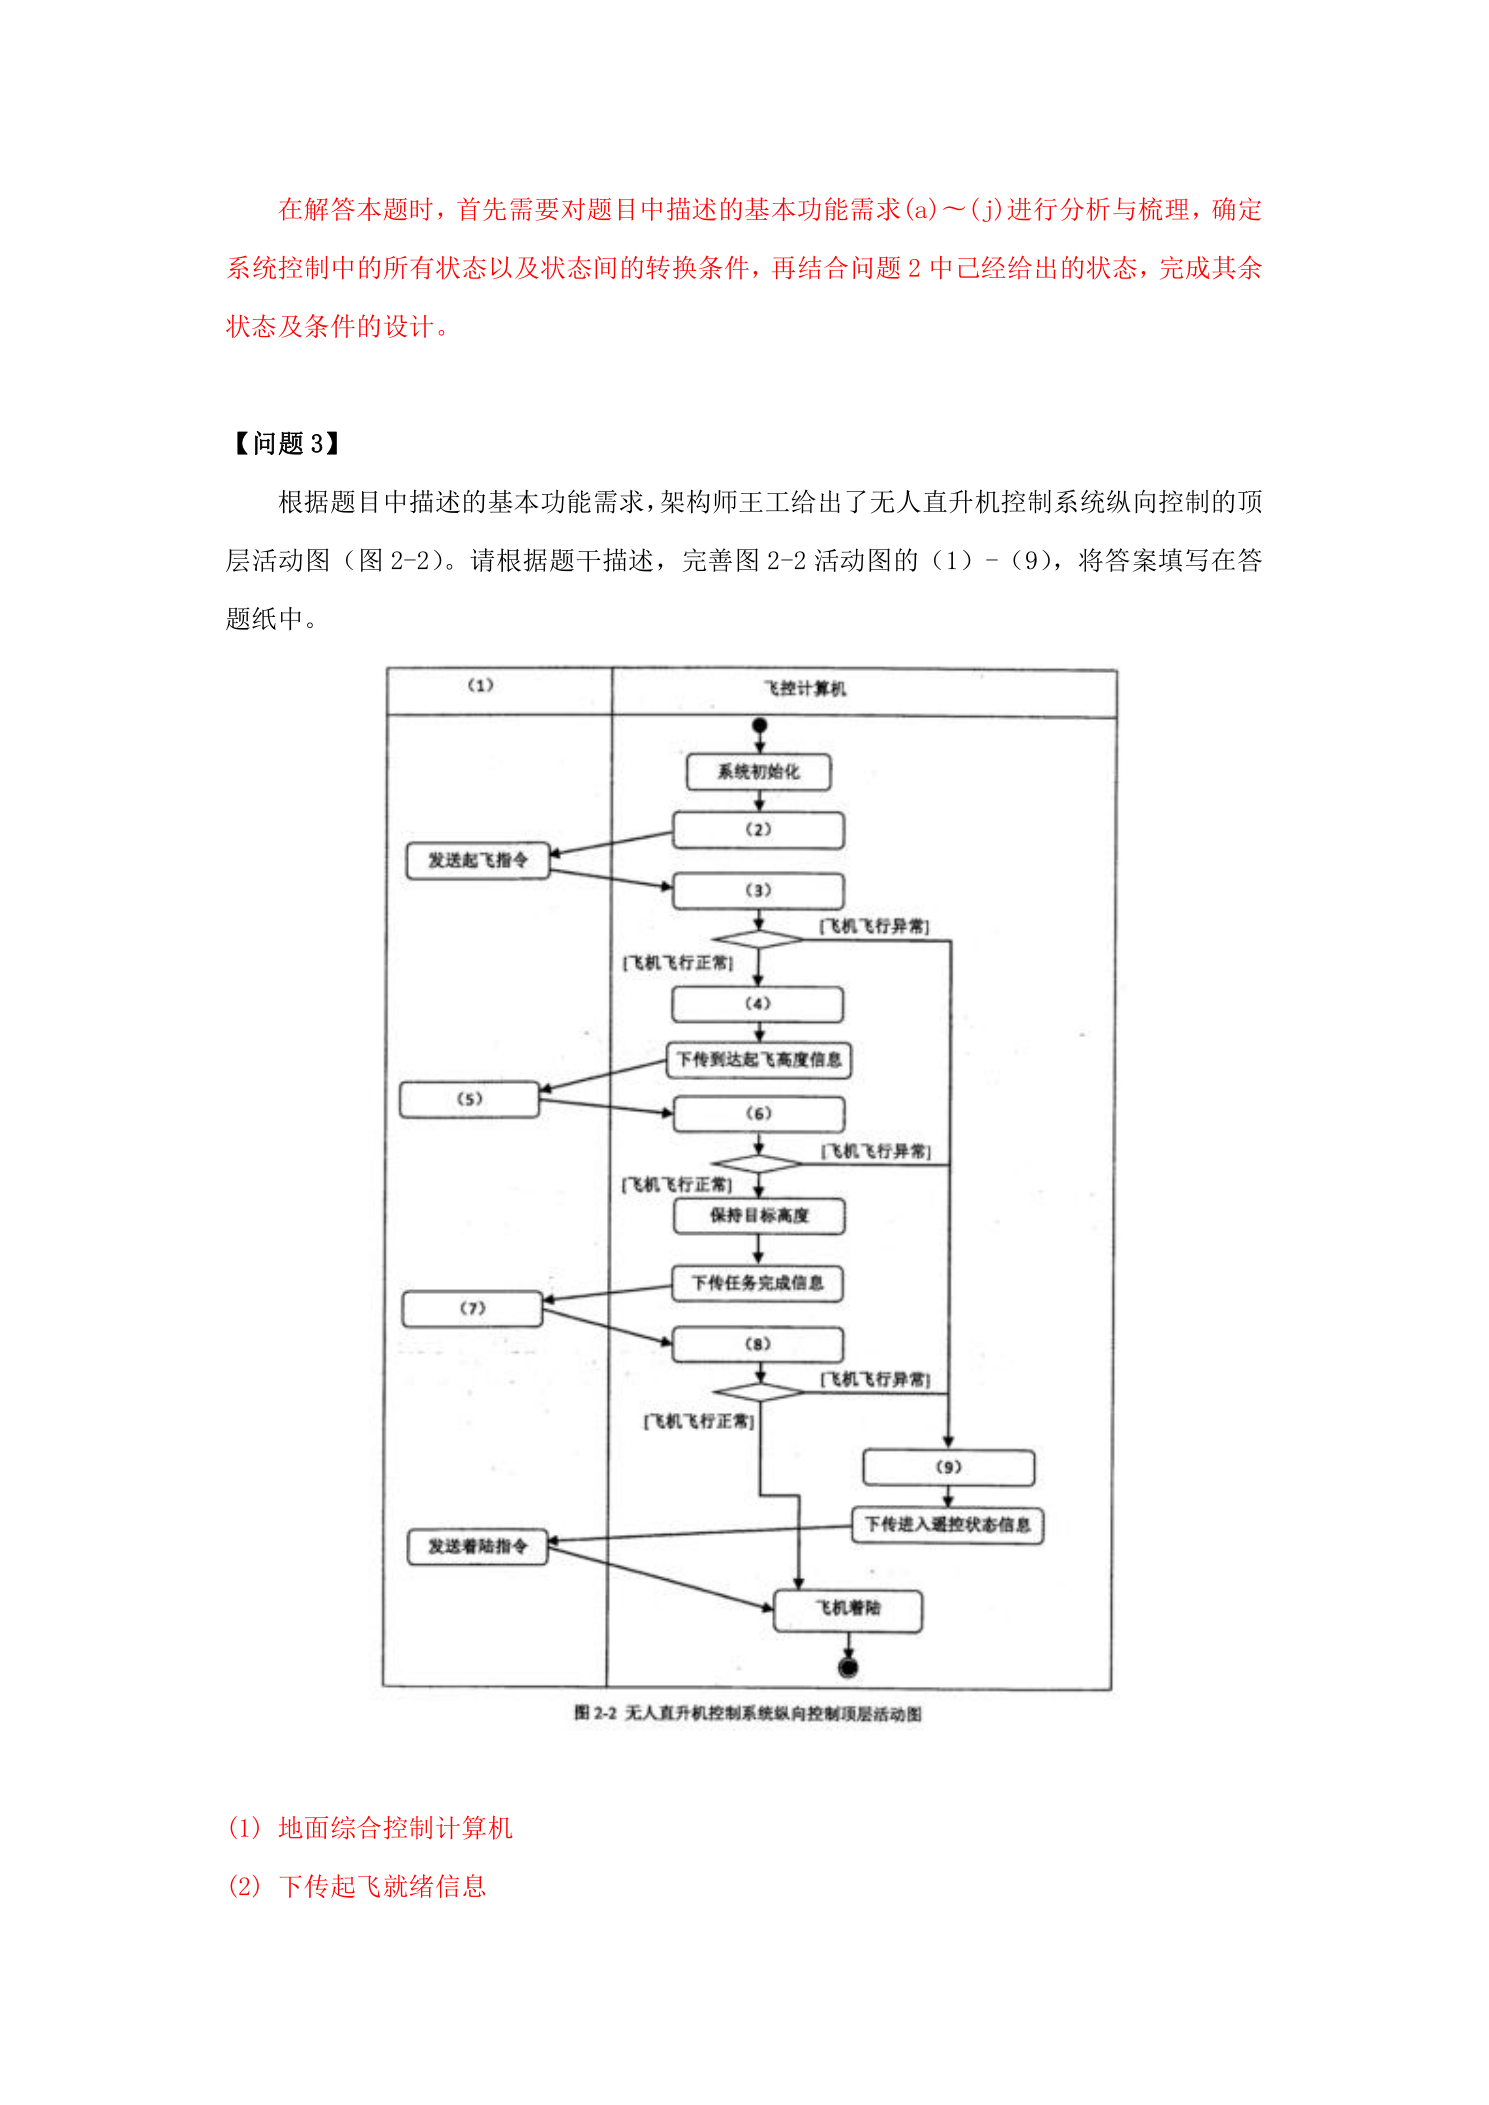 在解答本题时，首先需要对题目中描述的基本功能需求(a)～(j)进行分析与梳理，确定
系统控制中的所有状态以及状态间的转换条件，再结合问题 2 中己经给出的状态，完成其余
状态及条件的设计。
【问题 3】
根据题目中描述的基本功能需求，架构师王工给出了无人直升机控制系统纵向控制的顶
层活动图（图 2-2）。请根据题干描述，完善图 2-2 活动图的（1）-（9），将答案填写在答
题纸中。
（1）
飞控计算机
系统初始化
（2）
发送起飞指令
（3）
[飞机飞行异常]
[飞机飞行正常]
（4）
下传到达起飞高度信息
（5）
（6）
[飞机飞行异常]
[飞机飞行正常]
保持目标高度
下传任务完成信息
（7）
（8）
[飞机飞行异常]
[飞机飞行正常]
（9）
下传进入遥控状态信息
发送着陆指令
飞机着陆
图 2-2 无人直升机控制系统纵向控制顶层活动图
(1) 地面综合控制计算机
(2) 下传起飞就绪信息